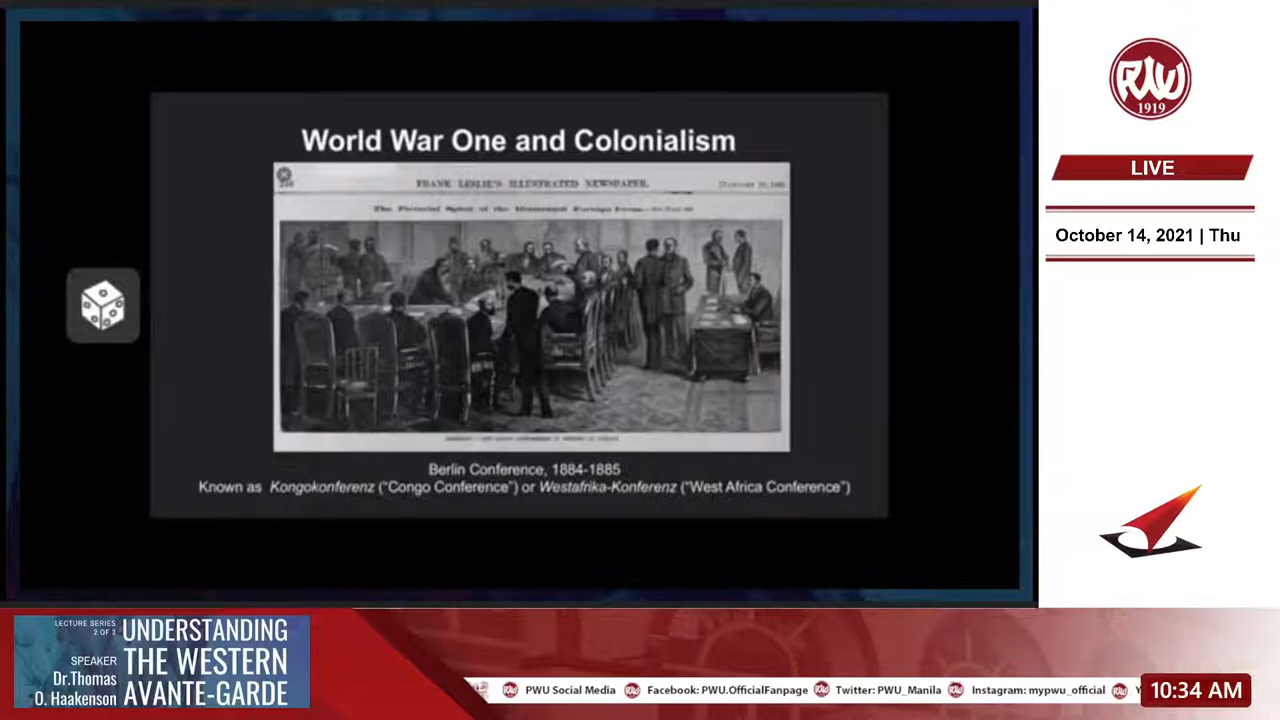 World War One and Colonialism
FRANK LESLIE'S ILLUSTRATED NEWSPAPER.
Berlin Conference, 1884-1885
Known as Kongokonferenz (“Congo Conference”) or Westafrika-Konferenz (“West Africa Conference”)
PWU
1919
LIVE
October 14, 2021 | Thu
LECTURE SERIES
2 OF 3
SPEAKER
Dr.Thomas
O. Haakenson
UNDERSTANDING
THE WESTERN
AVANTE-GARDE
PWU Social Media Facebook: PWU.OfficialFanpage Twitter: PWU_Manila Instagram: mypwu_official
10:34 AM